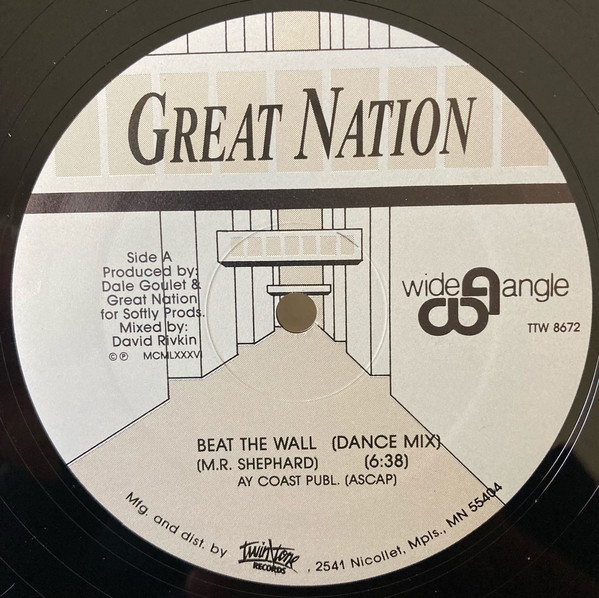 GREAT NATION
Side A
Produced by:
Dale Goulet &
Great Nation
for Softly Prods.
Mixed by:
David Rivkin
© ℗ MCMLXXXVI
wide angle
TTW 8672
BEAT THE WALL (DANCE MIX)
(M.R. SHEPHARD) (6:38)
AY COAST PUBL. (ASCAP)
Mfg. and dist. by twin/tone RECORDS, 2541 Nicollet, Mpls., MN 55404